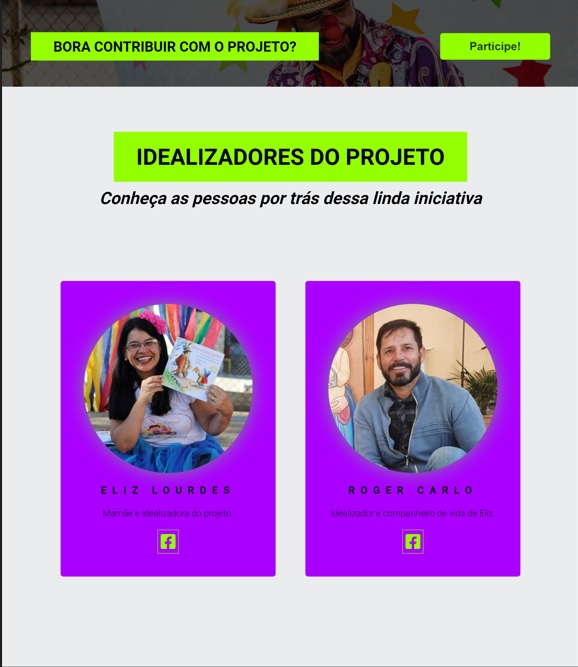 BORA CONTRIBUIR COM O PROJETO?
Participe!
IDEALIZADORES DO PROJETO
Conheça as pessoas por trás dessa linda iniciativa
ELIZ LOURDES
Mamãe e idealizadora do projeto.
ROGER CARLO
Idealizador e companheiro de vida de Eliz.